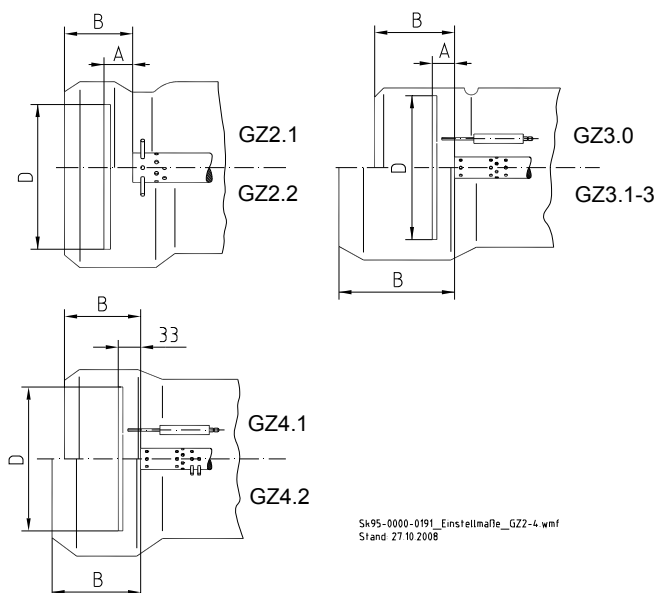 B
A
D
GZ2.1
GZ2.2
B
A
D
GZ3.0
GZ3.1-3
B
B
33
D
GZ4.1
GZ4.2
B
Sk95-0000-0191_Einstellmaße_GZ2-4.wmf
Stand: 27.10.2008